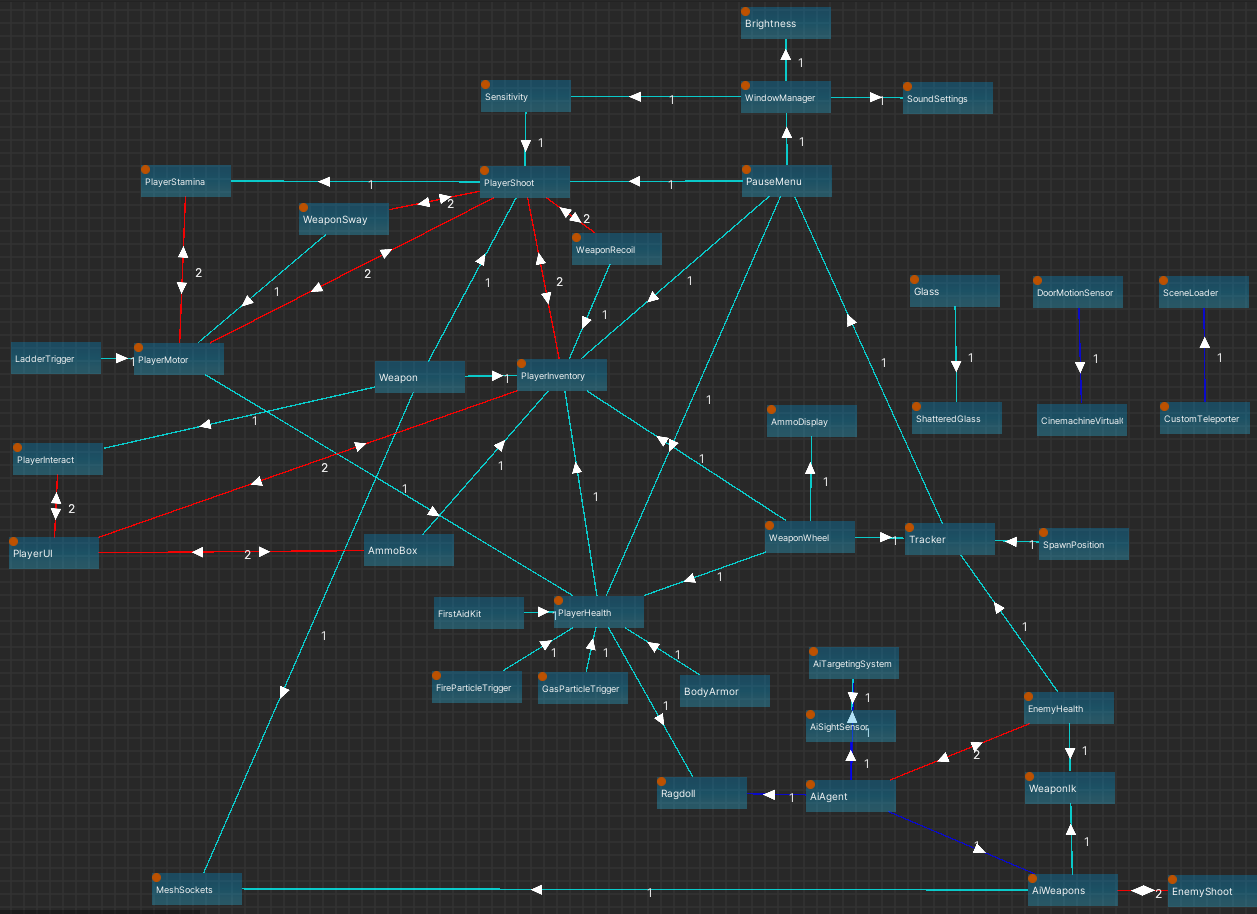 Brightness
1
Sensitivity
1
WindowManager
1
SoundSettings
1
1
PlayerStamina
1
PlayerShoot
1
PauseMenu
WeaponSway
2
2
WeaponRecoil
2
2
2
1
1
1
1
1
Glass
DoorMotionSensor
SceneLoader
LadderTrigger
1
PlayerMotor
Weapon
1
PlayerInventory
1
1
1
1
1
AmmoDisplay
ShatteredGlass
CinemachineVirtual
CustomTeleporter
PlayerInteract
2
1
1
1
1
1
2
PlayerUI
2
AmmoBox
WeaponWheel
1
Tracker
1
SpawnPosition
1
FirstAidKit
1
PlayerHealth
1
1
1
1
1
FireParticleTrigger
GasParticleTrigger
BodyArmor
AiTargetingSystem
1
1
AiSightSensor
1
EnemyHealth
1
2
1
Ragdoll
1
AiAgent
WeaponIk
1
1
MeshSockets
1
AiWeapons
2
EnemyShoot